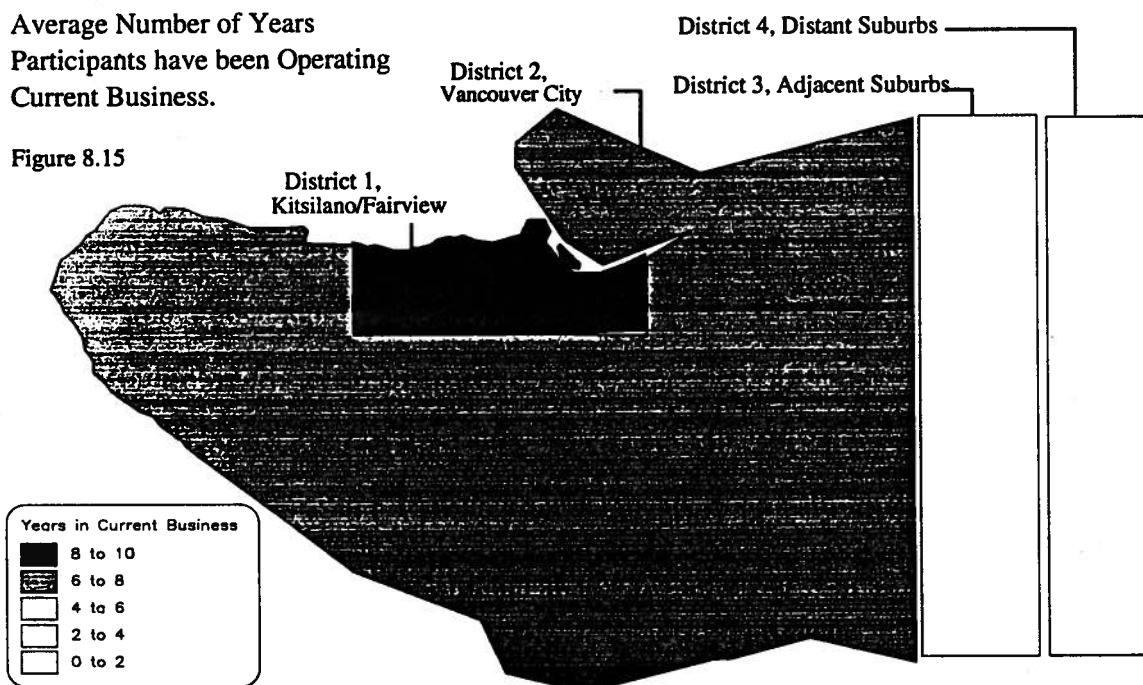 Average Number of Years
Participants have been Operating
Current Business.
Figure 8.15
District 4, Distant Suburbs
District 2,
Vancouver City
District 3, Adjacent Suburbs
District 1,
Kitsilano/Fairview
Years in Current Business
8 to 10
6 to 8
4 to 6
2 to 4
0 to 2